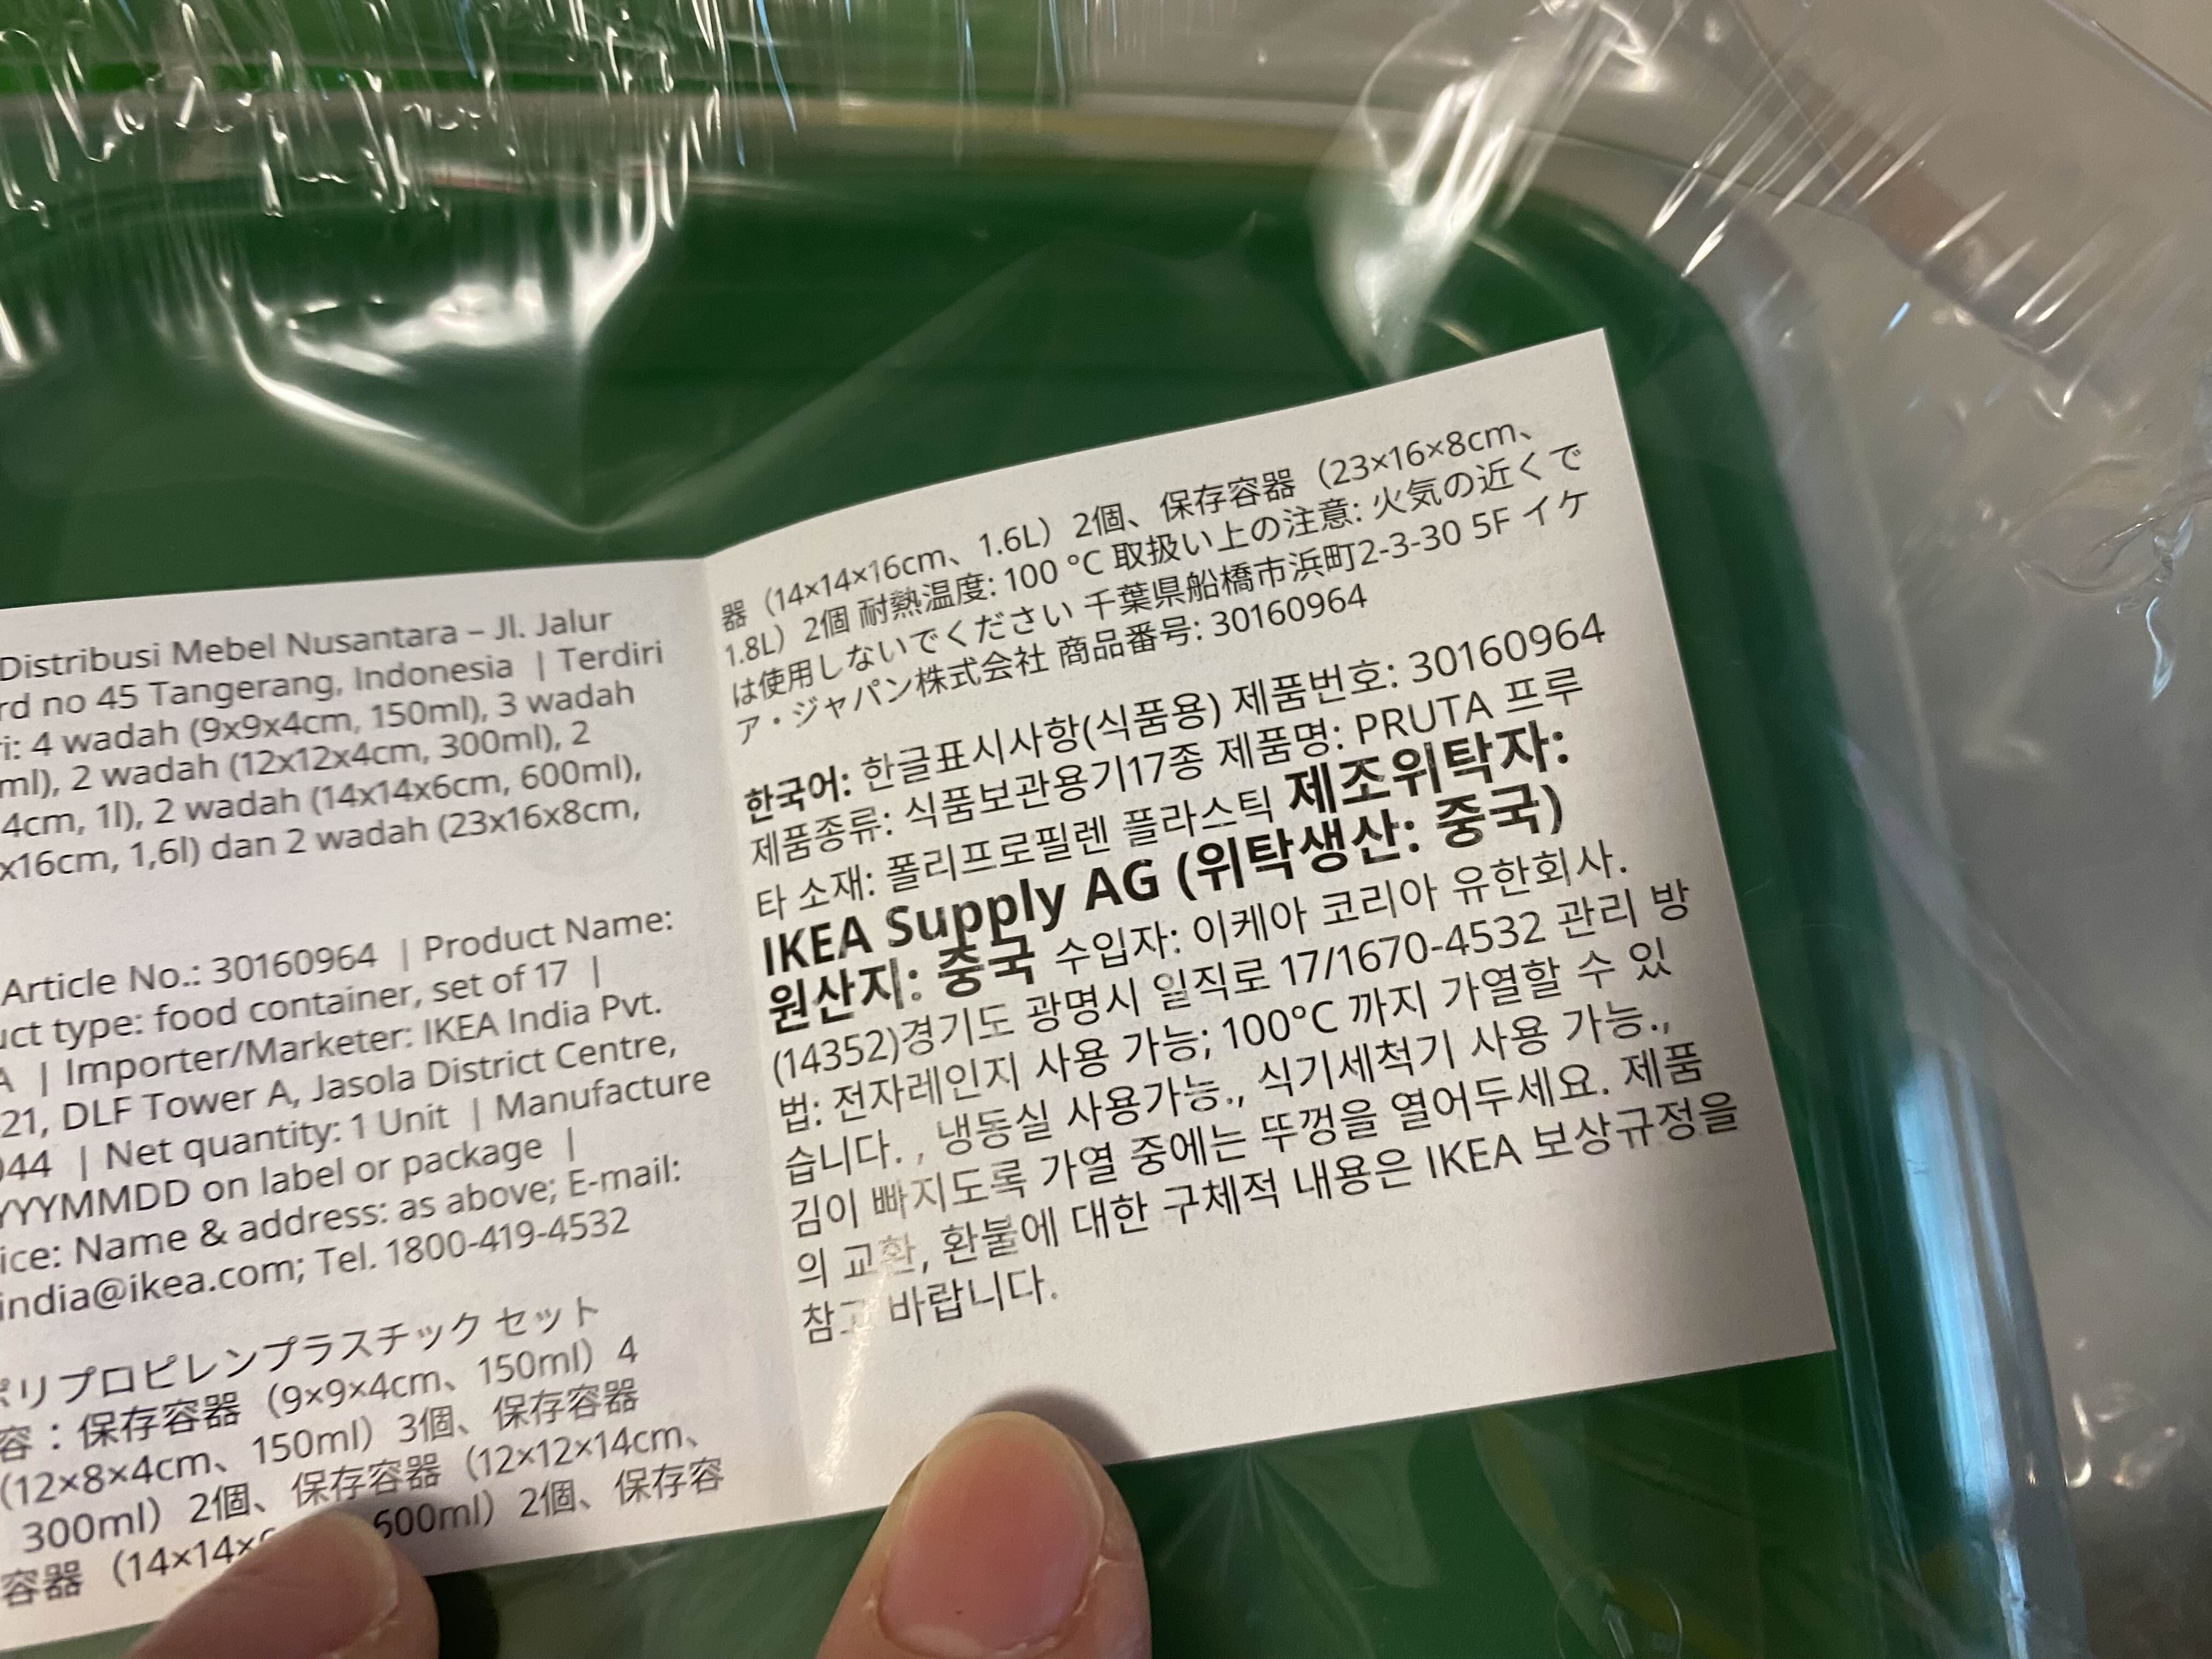 Distribusi Mebel Nusantara – Jl. Jalur
rd no 45 Tangerang, Indonesia | Terdiri
ri: 4 wadah (9x9x4cm, 150ml), 3 wadah
ml), 2 wadah (12x12x4cm, 300ml), 2
4cm, 1l), 2 wadah (14x14x6cm, 600ml),
x16cm, 1,6l) dan 2 wadah (23x16x8cm,
Article No.: 30160964 | Product Name:
uct type: food container, set of 17 |
A | Importer/Marketer: IKEA India Pvt.
21, DLF Tower A, Jasola District Centre,
044 | Net quantity: 1 Unit | Manufacture
YYYYMMDD on label or package |
ice: Name & address: as above; E-mail:
india@ikea.com; Tel. 1800-419-4532
ポリプロピレンプラスチック セット
容：保存容器（9×9×4cm、150ml）4
（12×8×4cm、150ml）3個、保存容器
300ml）2個、保存容器（12×12×14cm、
容器（14×14× 600ml）2個、保存容
器（14×14×16cm、1.6L）2個、保存容器（23×16×8cm、
1.8L）2個 耐熱温度: 100 °C 取扱い上の注意: 火気の近くで
は使用しないでください 千葉県船橋市浜町2-3-30 5F イケ
ア・ジャパン株式会社 商品番号: 30160964
한국어: 한글표시사항(식품용) 제품번호: 30160964
제품종류: 식품보관용기17종 제품명: PRUTA 프루
타 소재: 폴리프로필렌 플라스틱 제조위탁자:
IKEA Supply AG (위탁생산: 중국)
원산지: 중국 수입자: 이케아 코리아 유한회사.
(14352)경기도 광명시 일직로 17/1670-4532 관리 방
법: 전자레인지 사용 가능; 100°C 까지 가열할 수 있
습니다. , 냉동실 사용가능., 식기세척기 사용 가능.,
김이 빠지도록 가열 중에는 뚜껑을 열어두세요. 제품
의 교환, 환불에 대한 구체적 내용은 IKEA 보상규정을
참고 바랍니다.